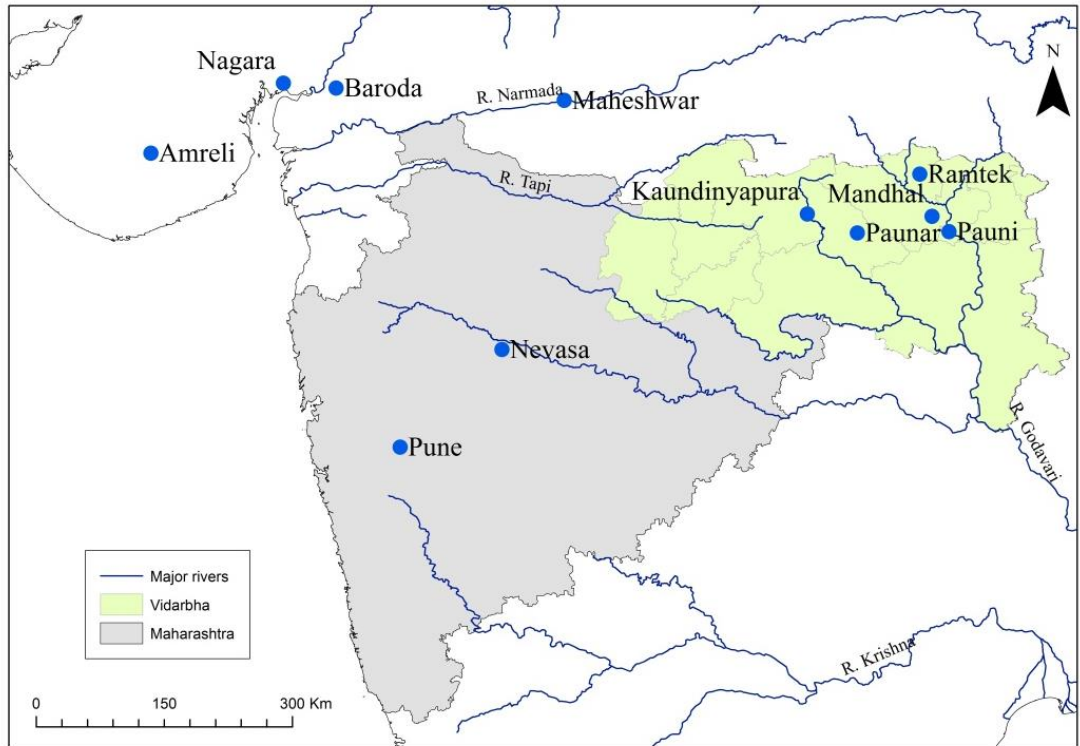 N
Nagara
Baroda
R. Narmada
Maheshwar
Amreli
R. Tapi
Kaundinyapura
Mandhal
Ramtek
Paunar
Pauni
Nevasa
R. Godavari
Pune
Major rivers
Vidarbha
Maharashtra
R. Krishna
0 150 300 Km